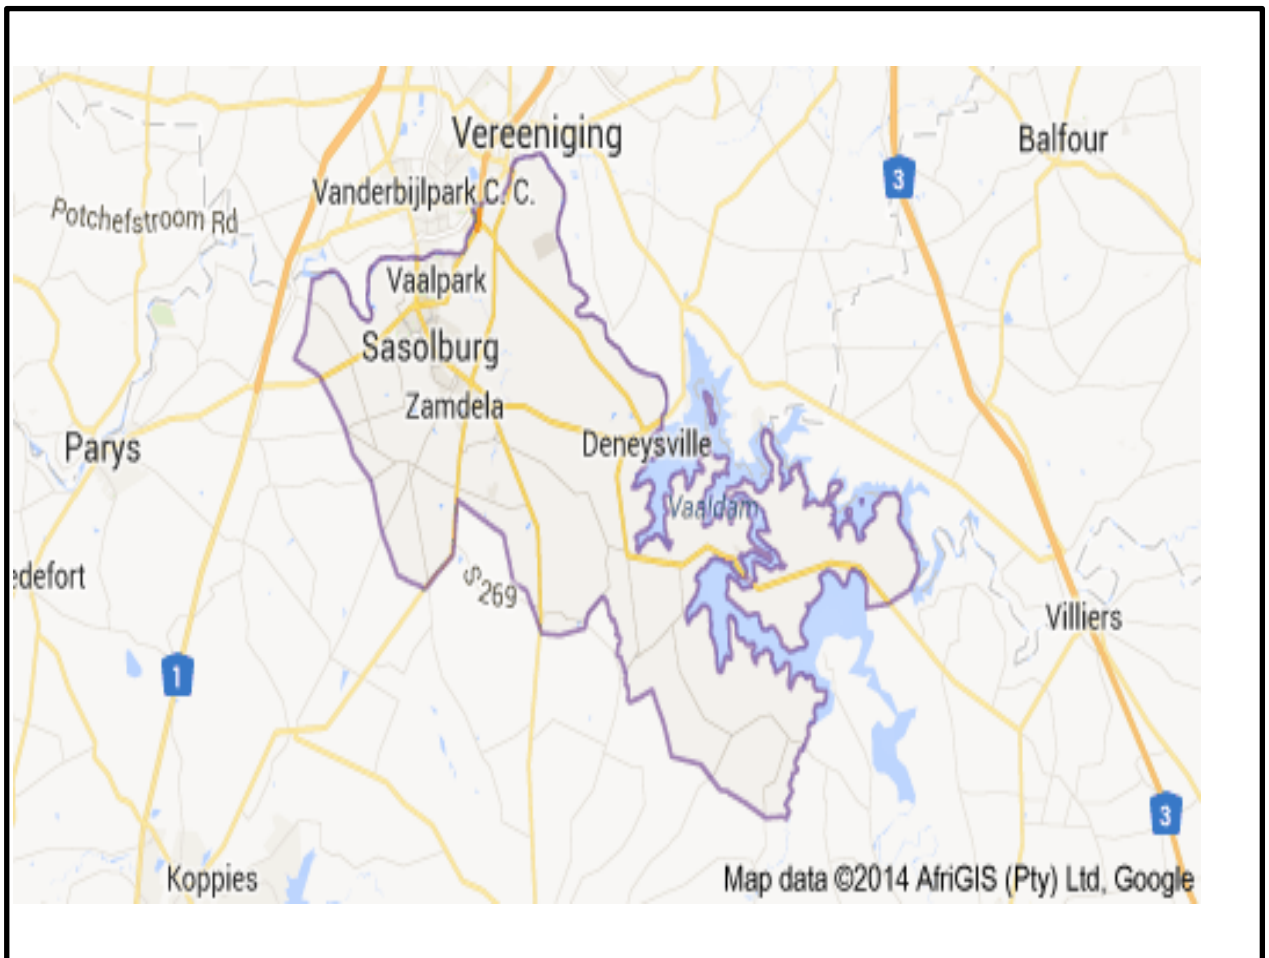 Vereeniging
Balfour
3
Vanderbijlpark C. C.
Potchefstroom Rd
Vaalpark
Sasolburg
Zamdela
Parys
Deneysville
Vaaldam
edefort
S 269
Villiers
1
3
Koppies
Map data ©2014 AfriGIS (Pty) Ltd, Google